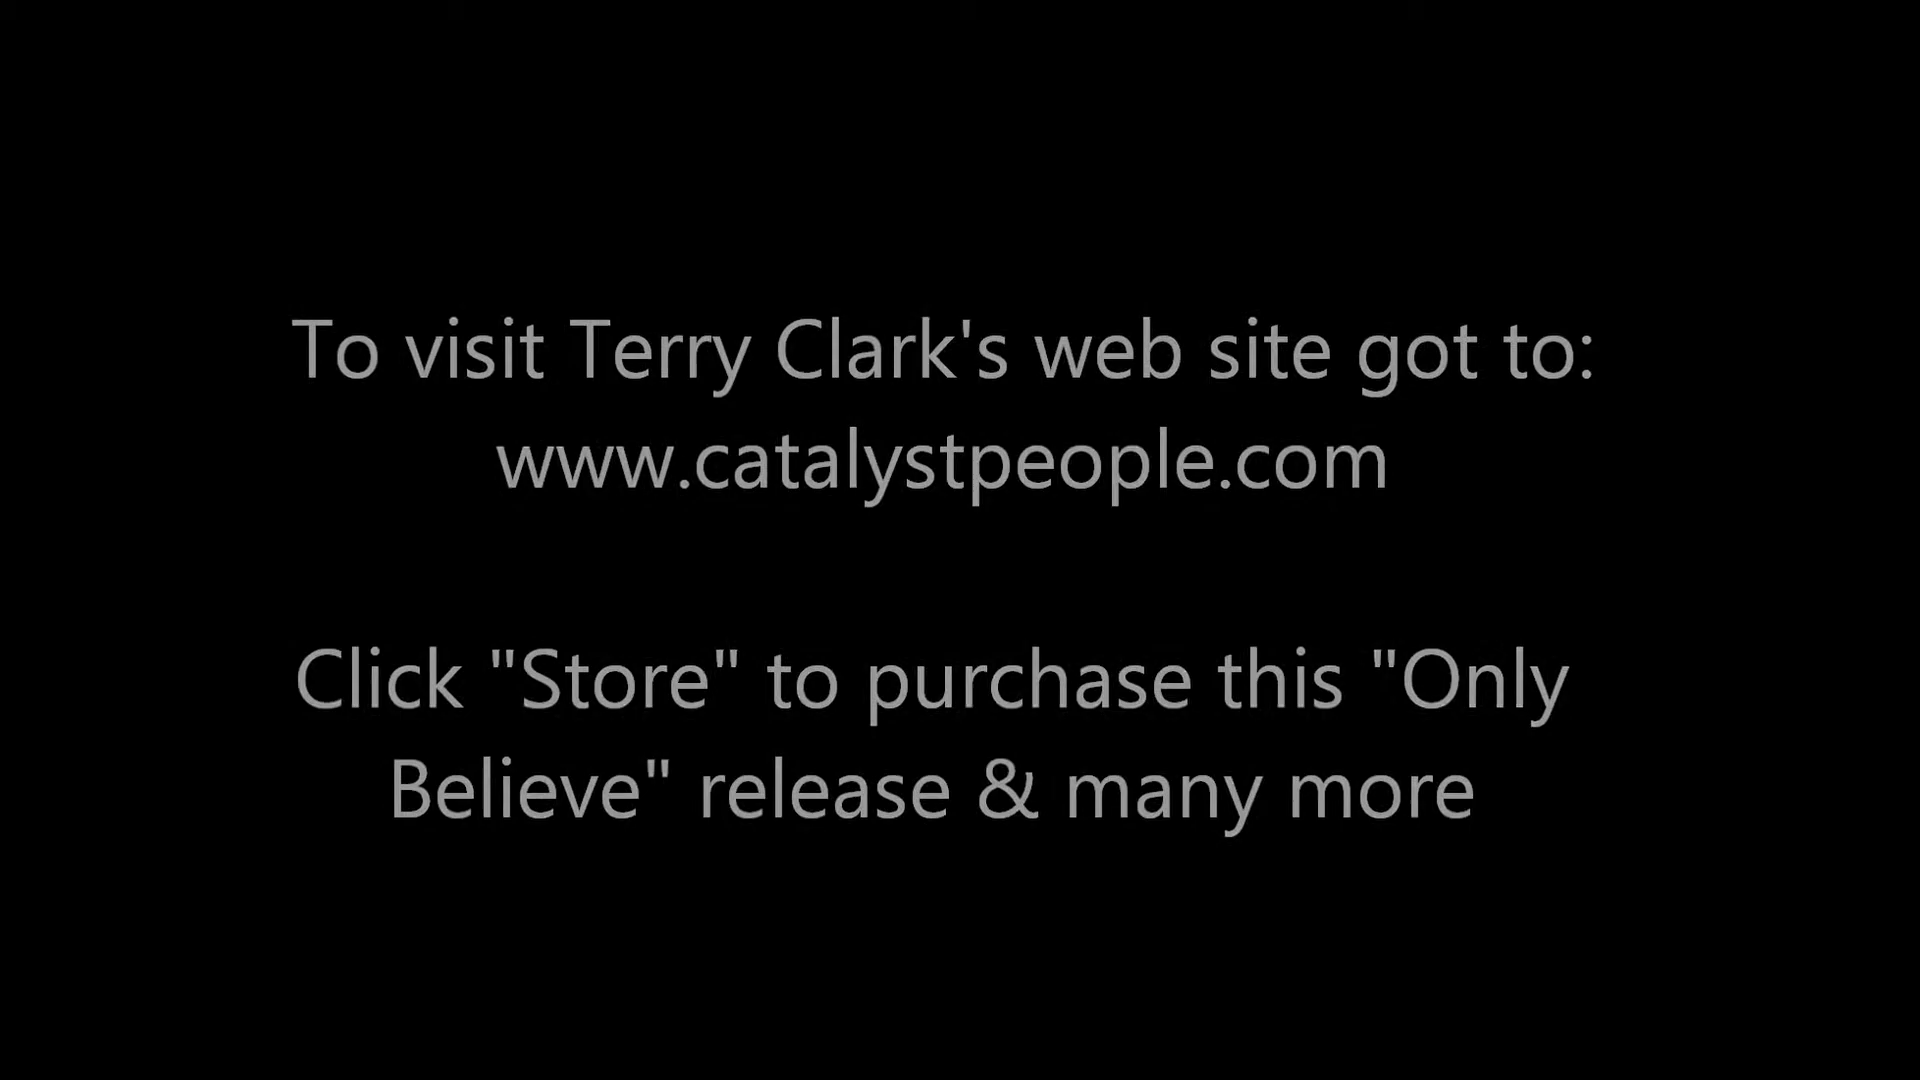 To visit Terry Clark's web site got to:
www.catalystpeople.com
Click "Store" to purchase this "Only
Believe" release & many more